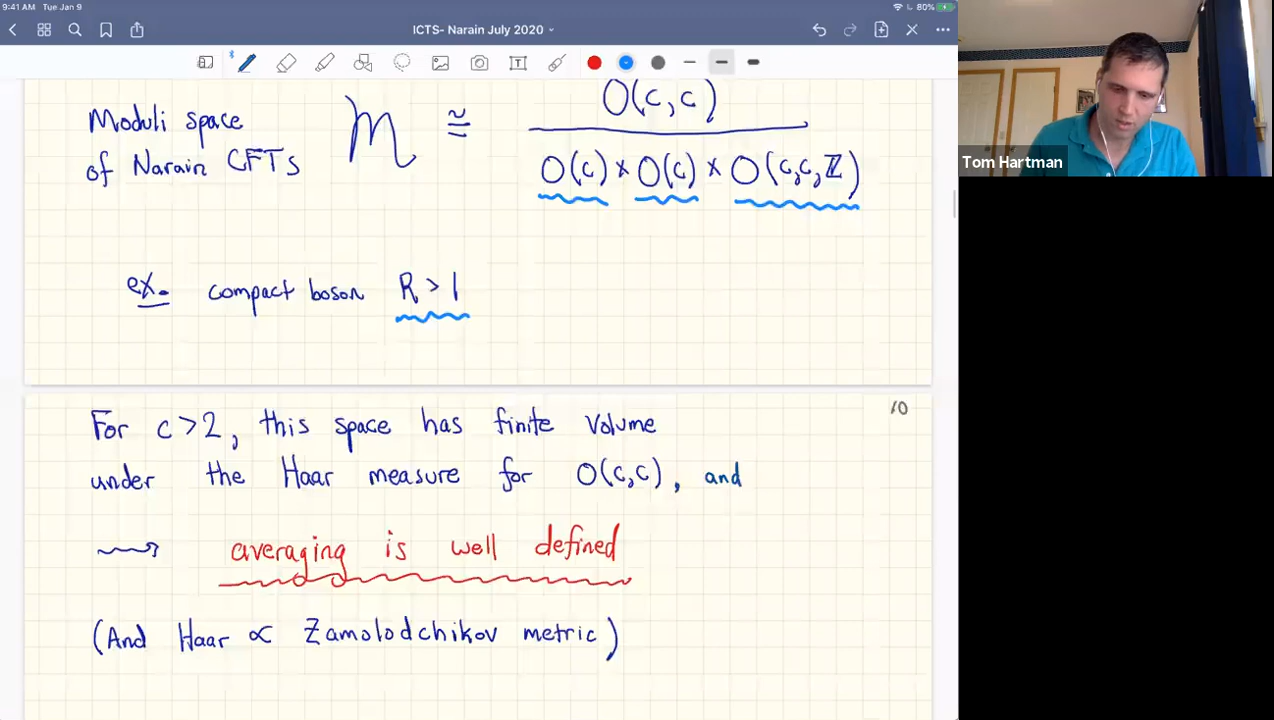 9:41 AM Tue Jan 9
80%
ICTS- Narain July 2020
Moduli space
of Narain CFTs
M ≅ O(c,c)
O(c) × O(c) × O(c,c,ℤ)
ex. compact boson R > 1
10
For c > 2, this space has finite volume
under the Haar measure for O(c,c), and
⟿ averaging is well defined
(And Haar ∝ Zamolodchikov metric)
Tom Hartman